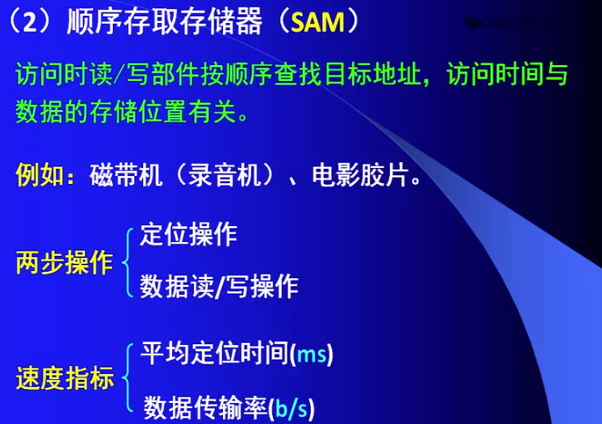 （2）顺序存取存储器（SAM）
访问时读/写部件按顺序查找目标地址，访问时间与
数据的存储位置有关。
例如：磁带机（录音机）、电影胶片。
两步操作
定位操作
数据读/写操作
速度指标
平均定位时间(ms)
数据传输率(b/s)